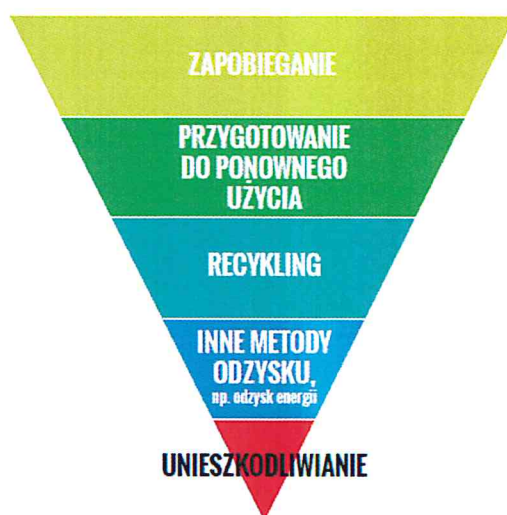 ZAPOBIEGANIE
PRZYGOTOWANIE
DO PONOWNEGO
UŻYCIA
RECYKLING
INNE METODY
ODZYSKU,
np. odzysk energii
UNIESZKODLIWIANIE